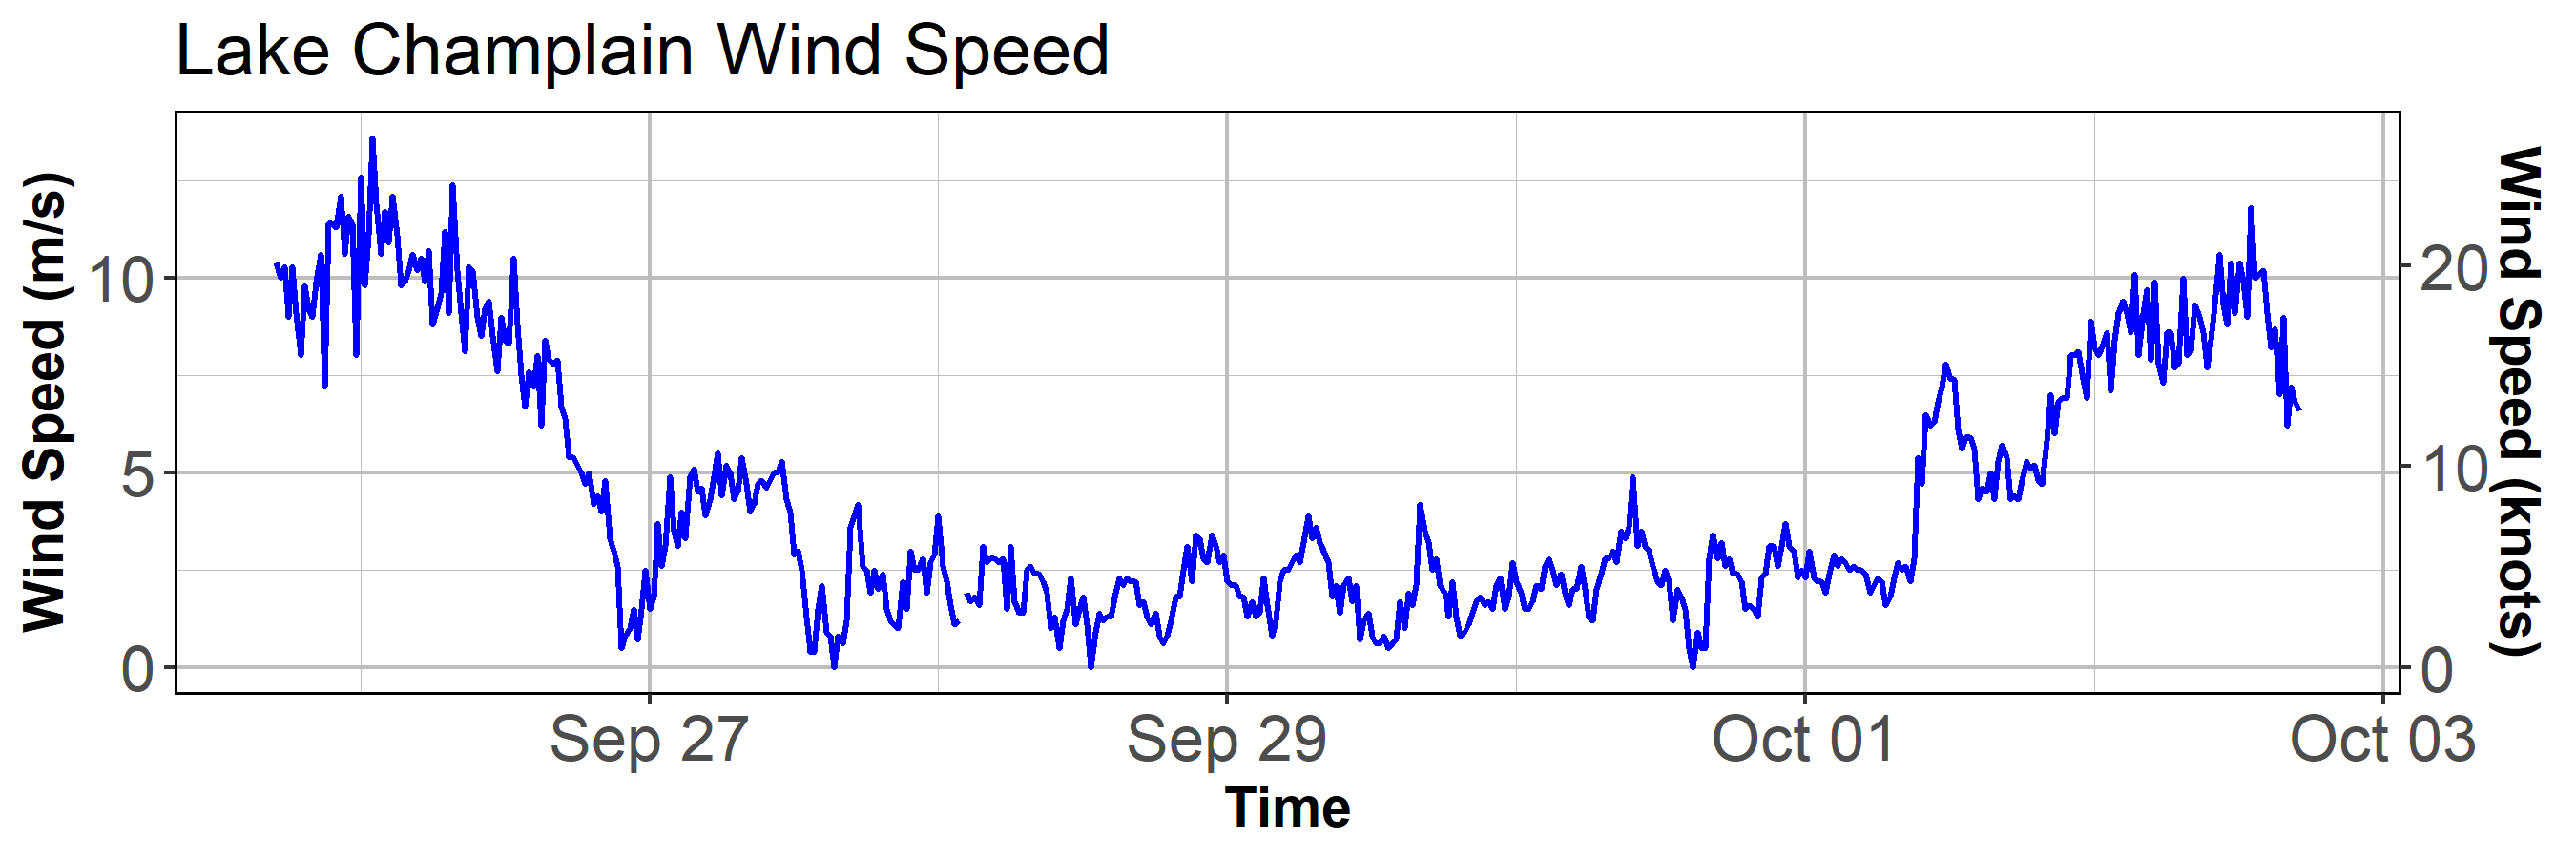 Lake Champlain Wind Speed
Wind Speed (m/s)
10
5
0
Wind Speed (knots)
20
10
0
Sep 27
Sep 29
Oct 01
Oct 03
Time